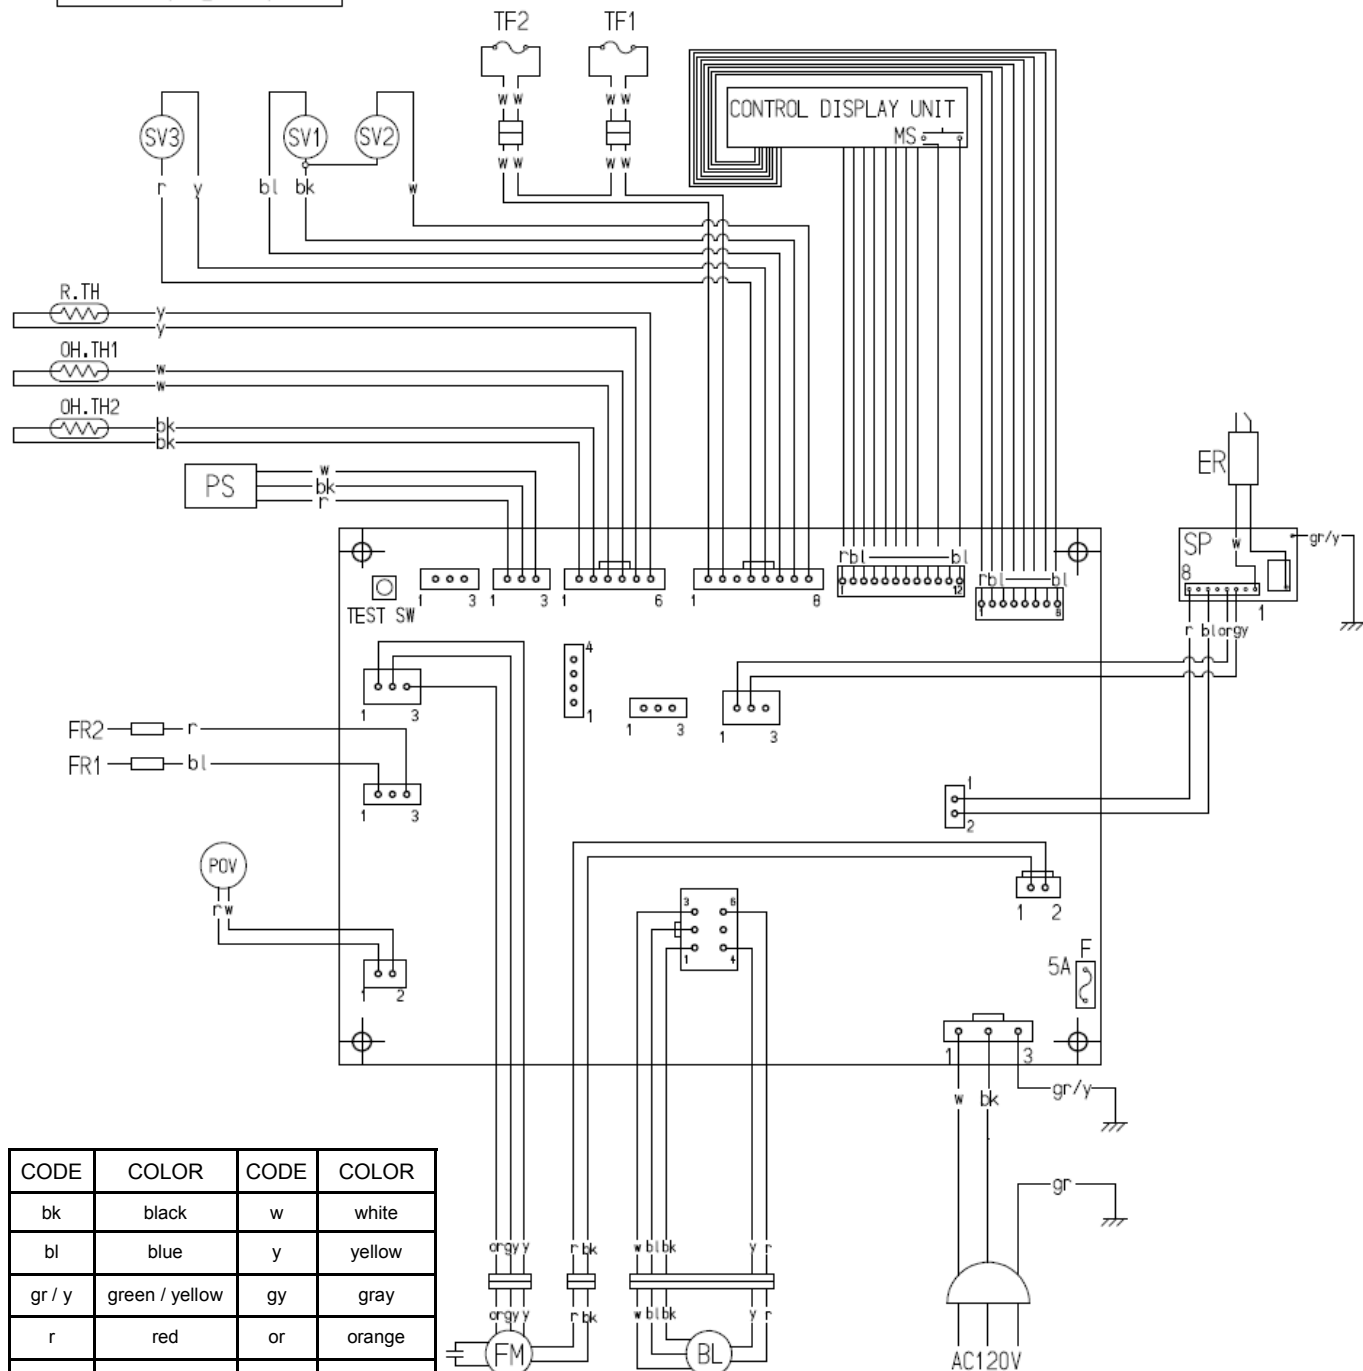 TF2 TF1
CONTROL DISPLAY UNIT
MS
SV3 SV1 SV2
w w w w
w w w w
r y bl bk w
R.TH
y
y
OH.TH1
w
w
OH.TH2
bk
bk
PS
w
bk
r
ER
SP
w
gr/y
8
1
r bl or gy
rbl bl
1 12
rbl bl
1 8
TEST SW
1 3
1 3
1 6
1 8
1 3
4
1
1 3
1 3
FR2 r
FR1 bl
1 3
1
2
POV
r w
1 2
1 2
3 6
1 4
F
5A
1 3
w bk
gr/y
gr
AC120V
or gy y
r bk
w bl bk
y r
or gy y
r bk
w bl bk
y r
FM
BL
CODE COLOR CODE COLOR
bk black w white
bl blue y yellow
gr / y green / yellow gy gray
r red or orange